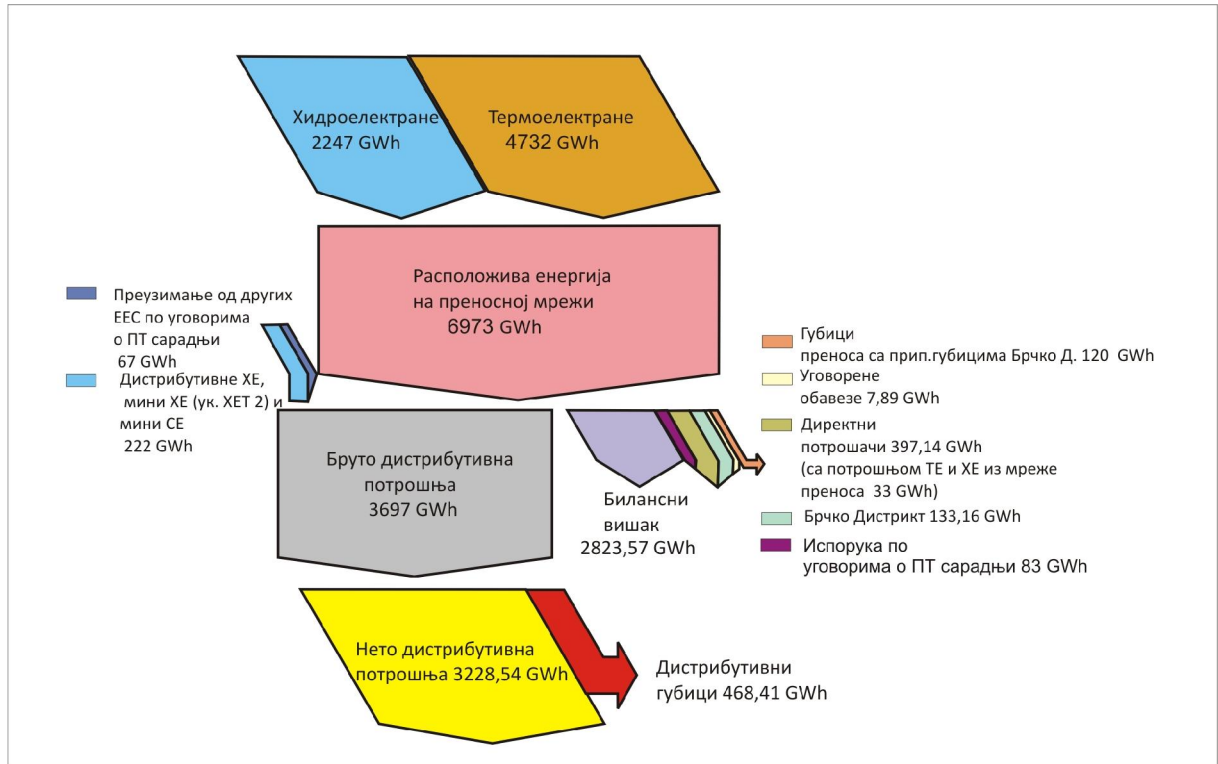 Хидроелектране
2247 GWh
Термоелектране
4732 GWh
Расположива енергија
на преносној мрежи
6973 GWh
Преузимање од других
ЕЕС по уговорима
о ПТ сарадњи
67 GWh
Дистрибутивне ХЕ,
мини ХЕ (ук. ХЕТ 2) и
мини СЕ
222 GWh
Губици
преноса са прип.губицима Брчко Д. 120 GWh
Уговорене
обавезе 7,89 GWh
Директни
потрошачи 397,14 GWh
(са потрошњом ТЕ и ХЕ из мреже
преноса 33 GWh)
Брчко Дистрикт 133,16 GWh
Испорука по
уговорима о ПТ сарадњи 83 GWh
Бруто дистрибутивна
потрошња
3697 GWh
Билансни
вишак
2823,57 GWh
Нето дистрибутивна
потрошња 3228,54 GWh
Дистрибутивни
губици 468,41 GWh